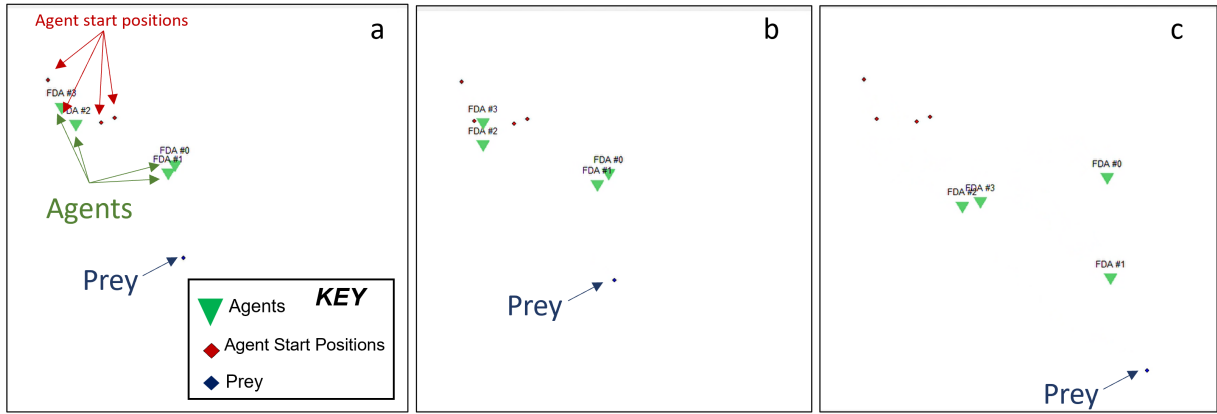 Agent start positions
a
FDA #3
DA #2
FDA #0
FDA #1
Agents
Prey
KEY
Agents
Agent Start Positions
Prey
b
FDA #3
FDA #2
FDA #0
FDA #1
Prey
c
FDA #0
FDA #2
FDA #3
FDA #1
Prey